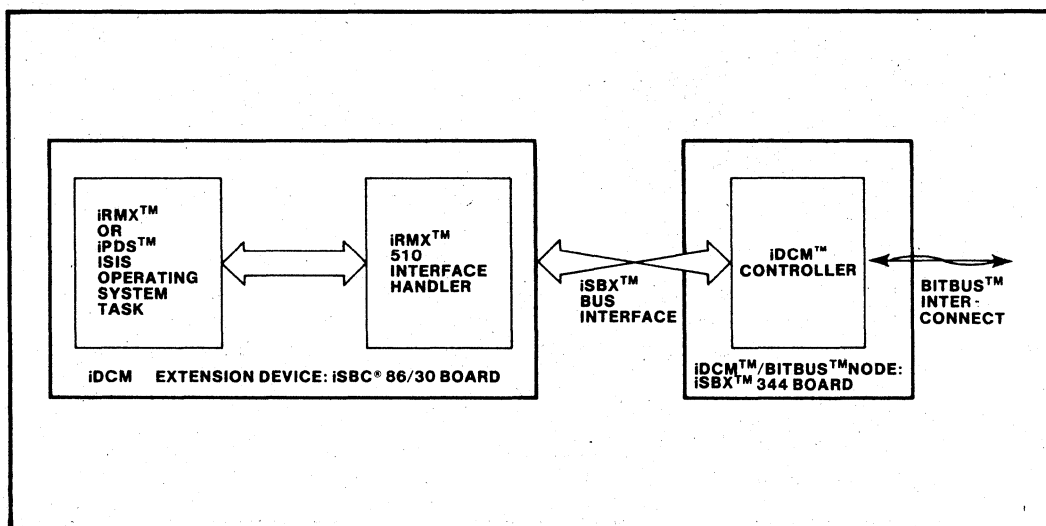 iRMX™
OR
iPDS™
ISIS
OPERATING
SYSTEM
TASK
iRMX™
510
INTERFACE
HANDLER
iDCM EXTENSION DEVICE: iSBC® 86/30 BOARD
iSBX™
BUS
INTERFACE
iDCM™
CONTROLLER
iDCM™/BITBUS™NODE:
iSBX™ 344 BOARD
BITBUS™
INTER-
CONNECT